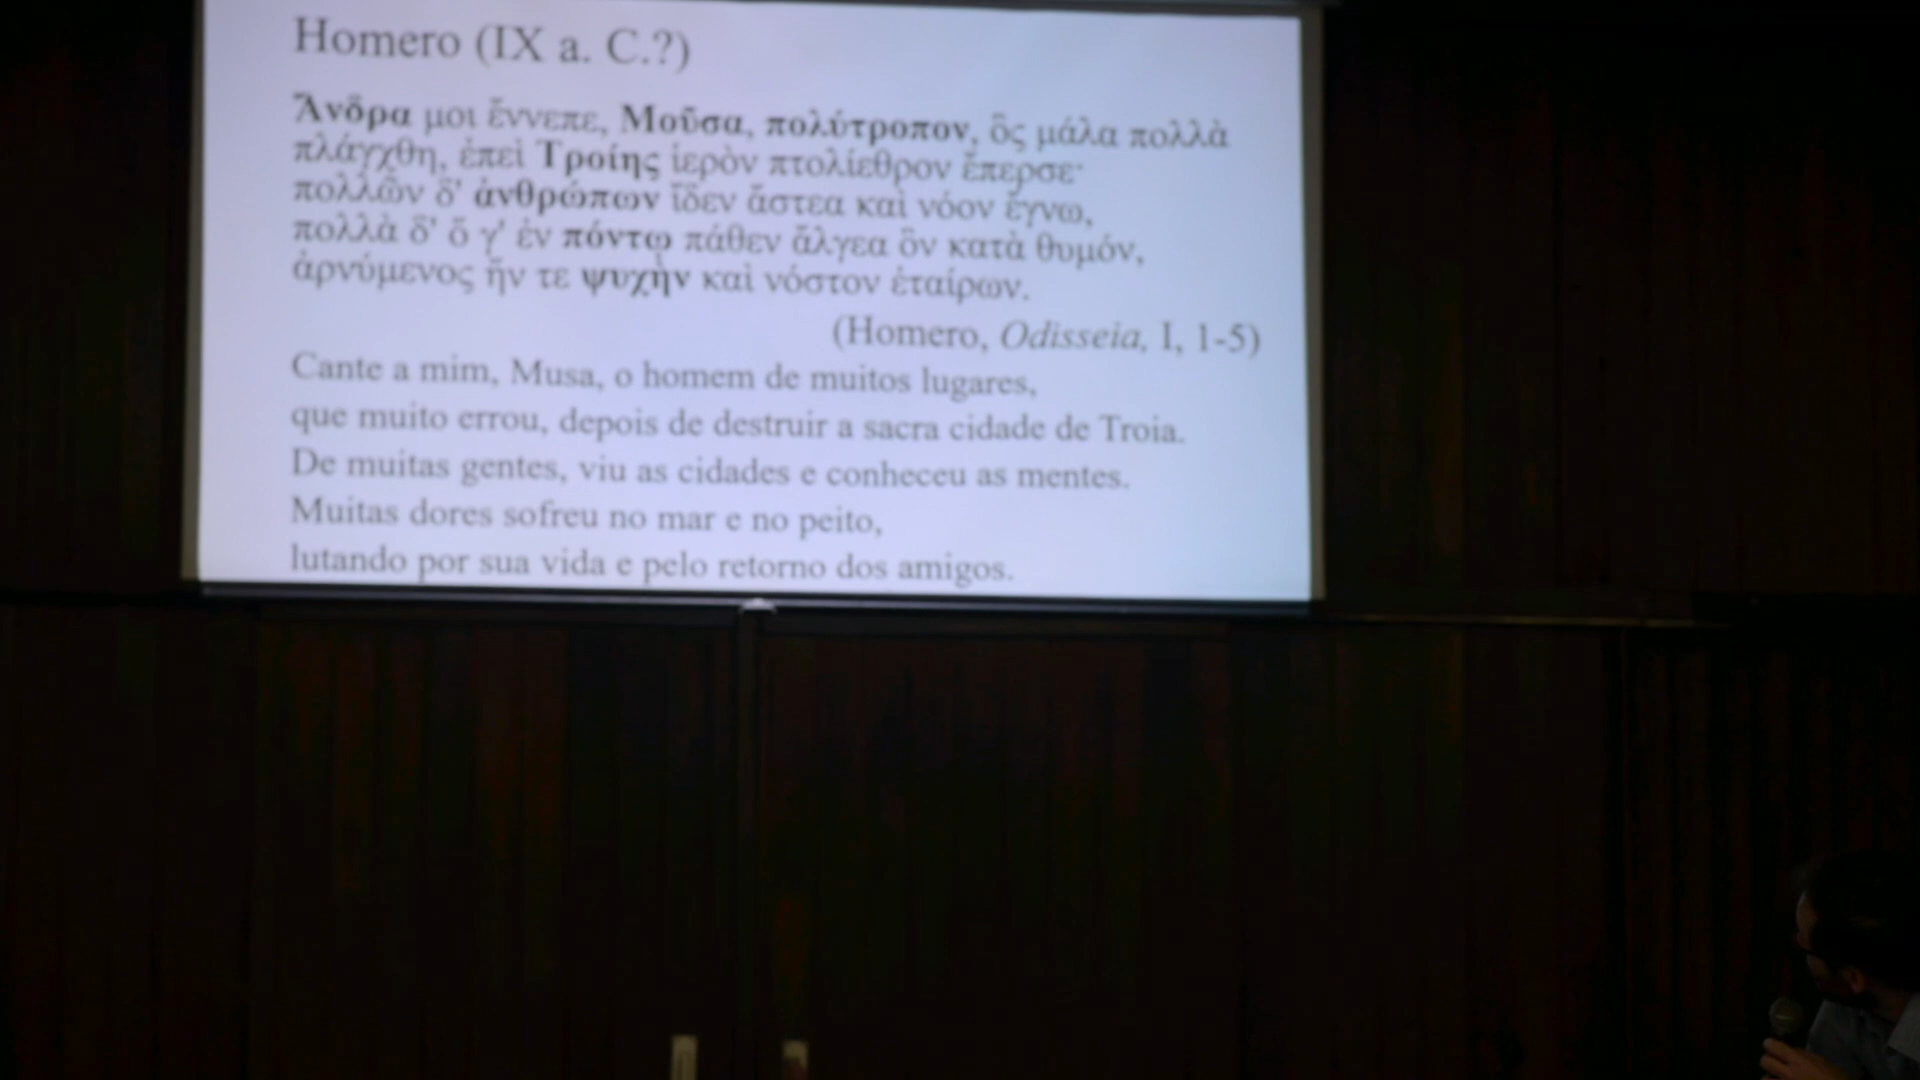 Homero (IX a. C.?)
Ἄνδρα μοι ἔννεπε, Μοῦσα, πολύτροπον, ὃς μάλα πολλὰ
πλάγχθη, ἐπεὶ Τροίης ἱερὸν πτολίεθρον ἔπερσε·
πολλῶν δ' ἀνθρώπων ἴδεν ἄστεα καὶ νόον ἔγνω,
πολλὰ δ' ὅ γ' ἐν πόντῳ πάθεν ἄλγεα ὃν κατὰ θυμόν,
ἀρνύμενος ἥν τε ψυχὴν καὶ νόστον ἑταίρων.
(Homero, Odisseia, I, 1-5)
Cante a mim, Musa, o homem de muitos lugares,
que muito errou, depois de destruir a sacra cidade de Troia.
De muitas gentes, viu as cidades e conheceu as mentes.
Muitas dores sofreu no mar e no peito,
lutando por sua vida e pelo retorno dos amigos.